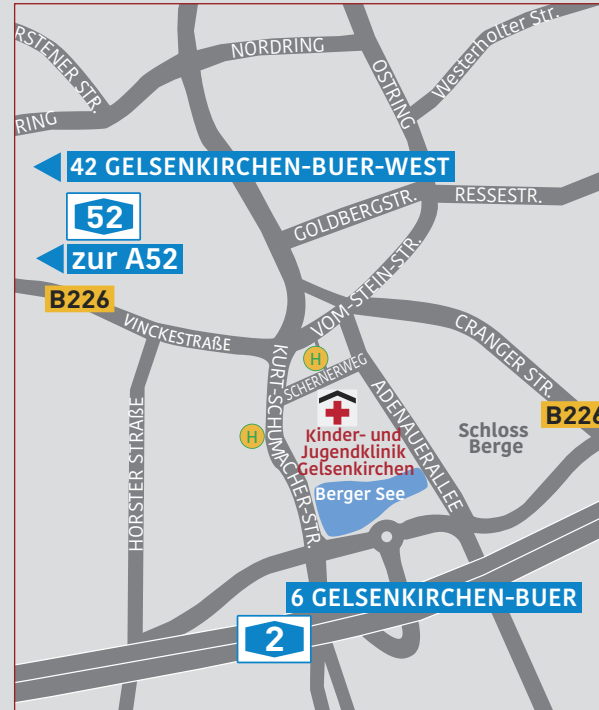 Westerholter Str.
RSTENER STR.
NORDRING
OSTRING
RING
42 GELSENKIRCHEN-BUER-WEST
RESSESTR.
GOLDBERGSTR.
52
zur A52
B226
VOM-STEIN-STR.
VINCKESTRASSE
CRANGER STR.
H
SCHERNERWEG
KURT-SCHUMACHER-STR.
ADENAUERALLEE
HORSTER STRAẞE
B226
H
Kinder- und
Jugendklinik
Gelsenkirchen
Schloss
Berge
Berger See
6 GELSENKIRCHEN-BUER
2